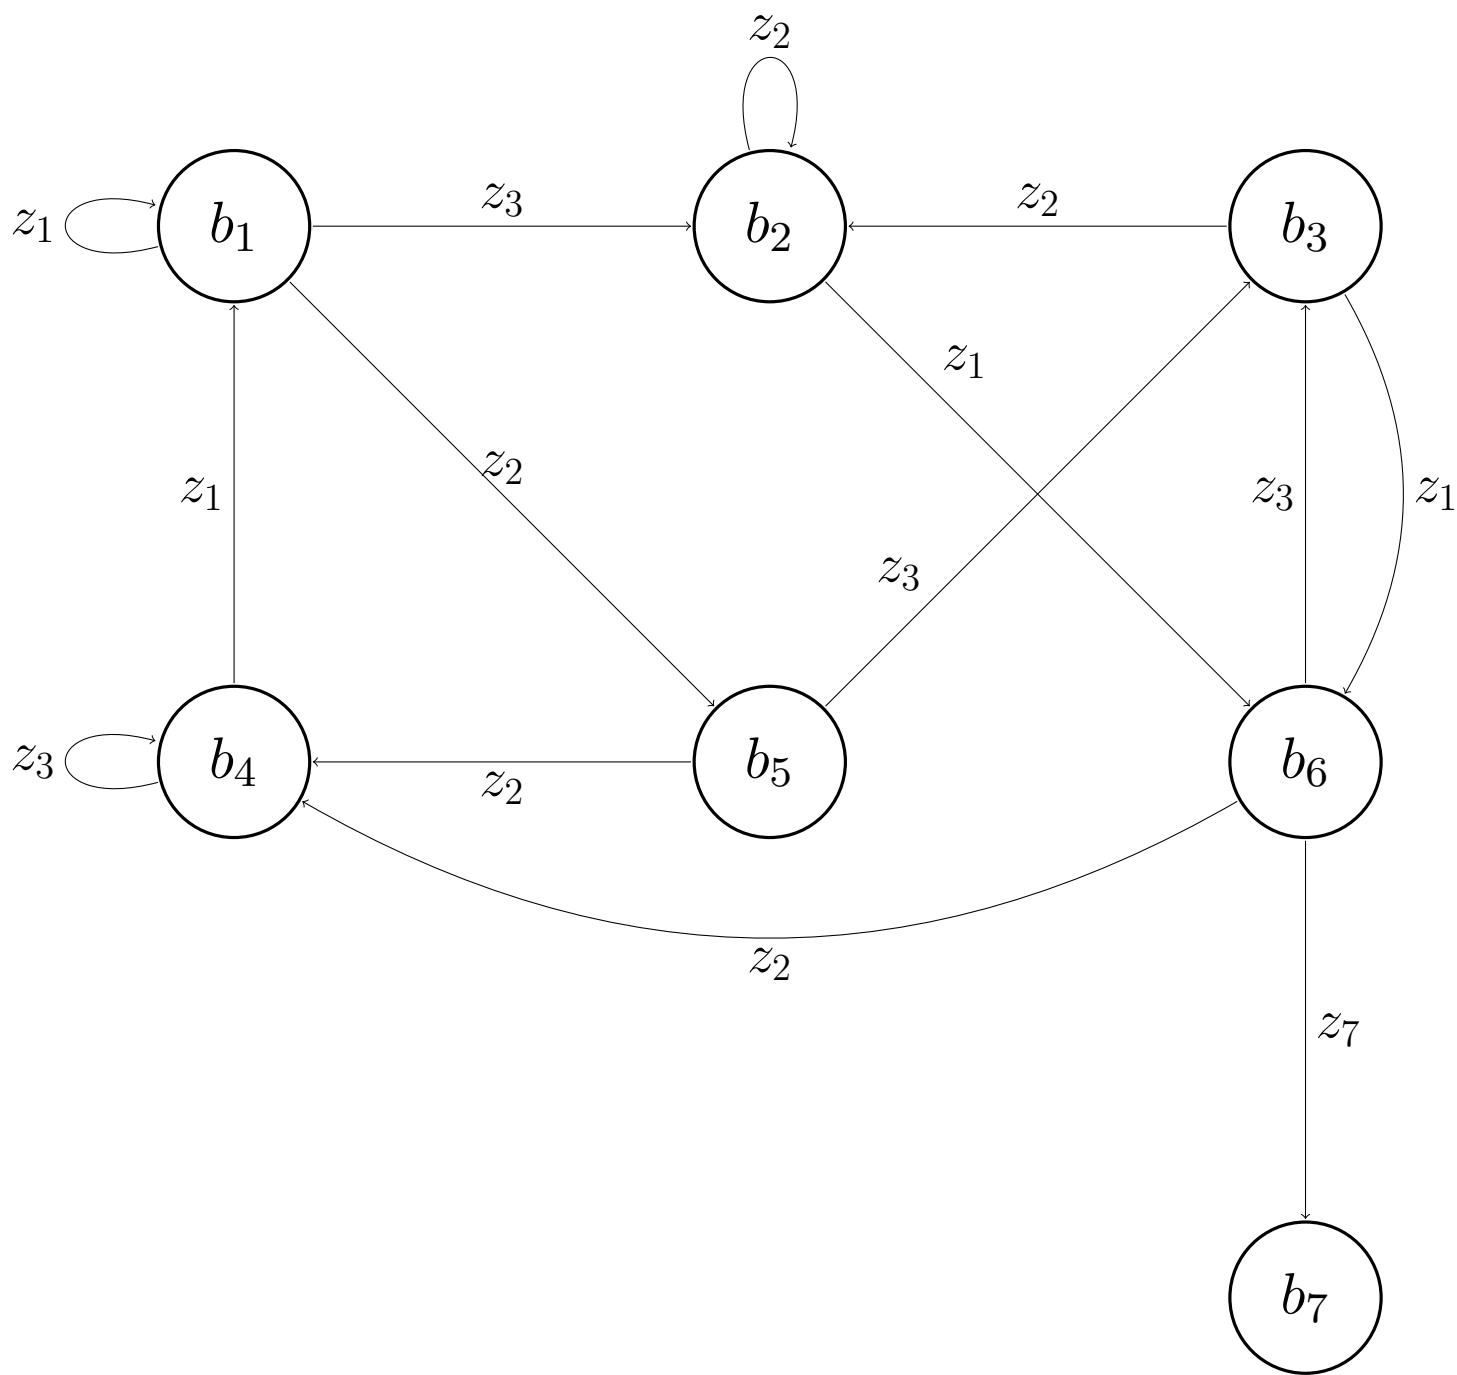 z₂
z₁ b₁ z₃ b₂ z₂ b₃
z₁
z₂
z₁ z₃ z₁
z₃
z₃ b₄ z₂ b₅ b₆
z₂
z₇
b₇